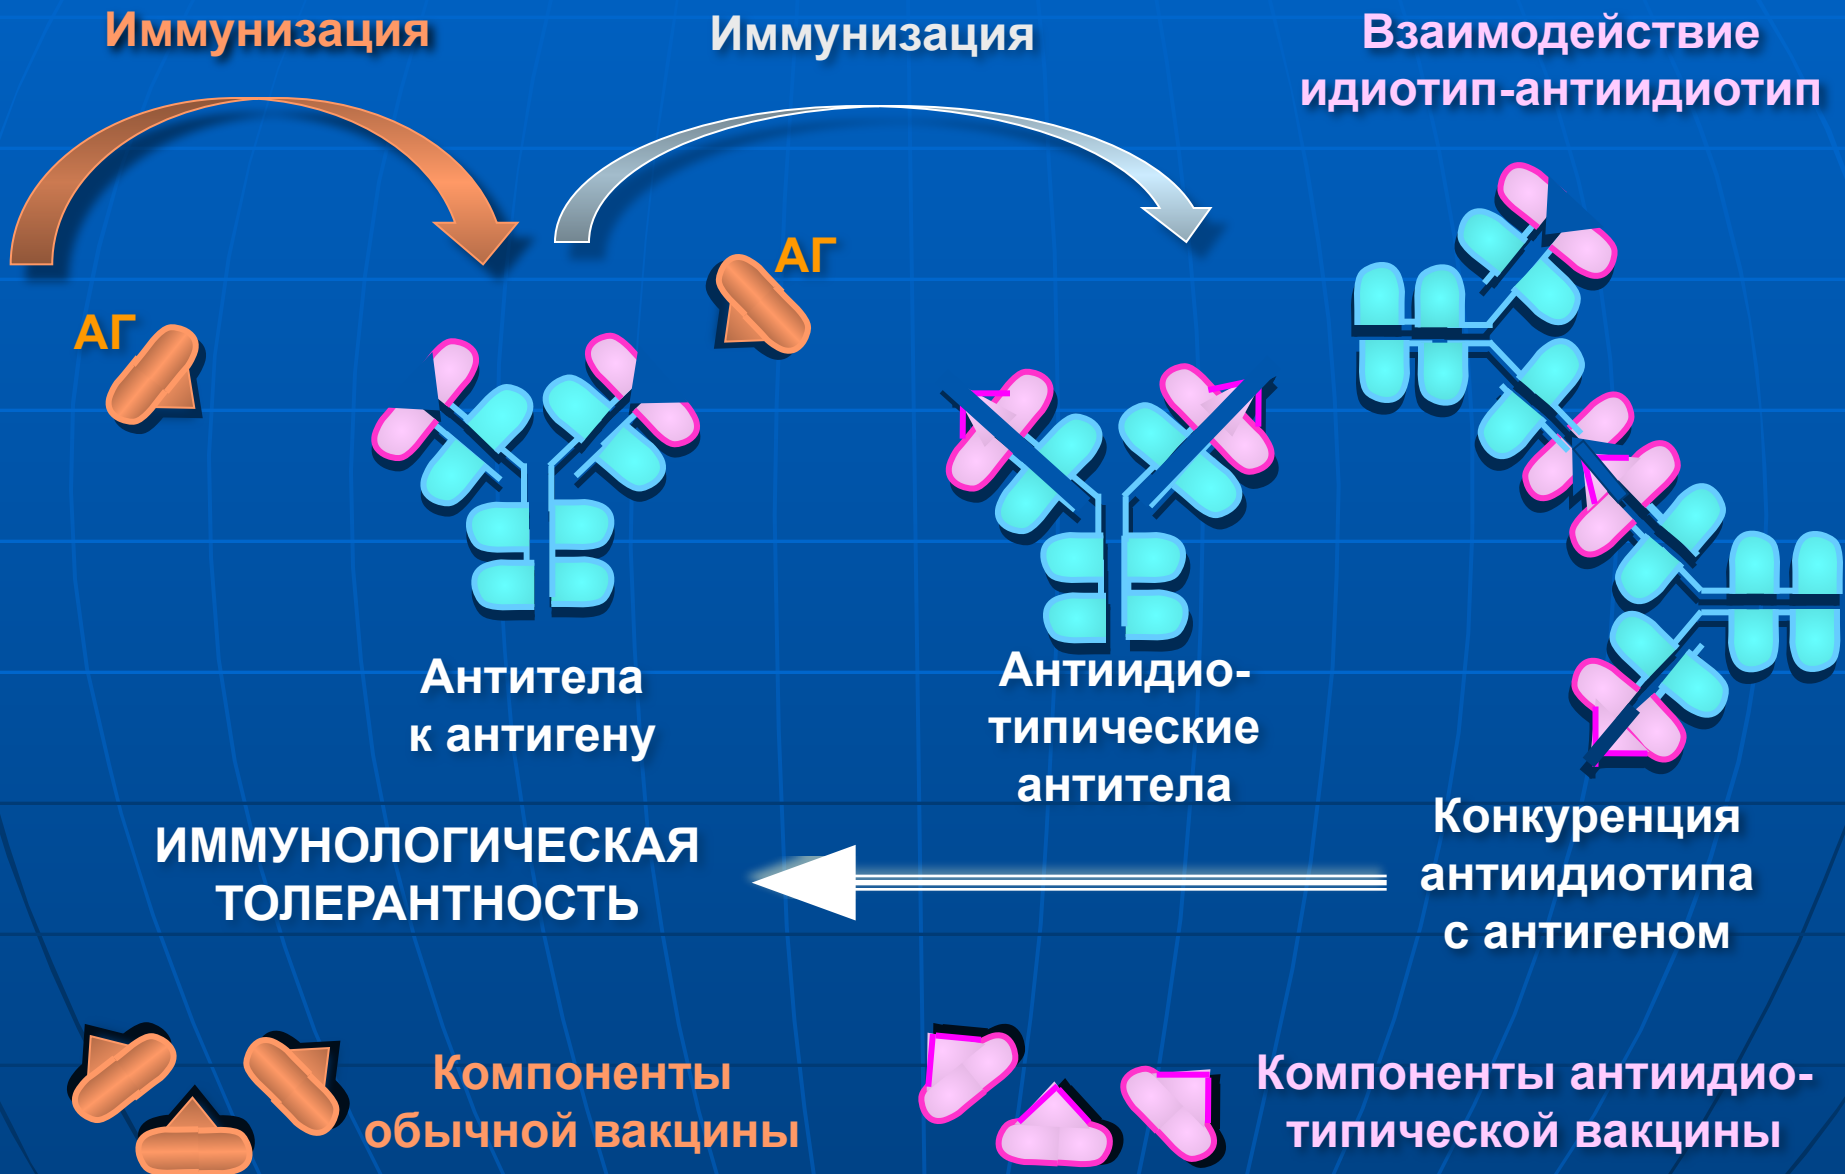 Иммунизация
Иммунизация
Взаимодействие
идиотип-антиидиотип
АГ
АГ
Антитела
к антигену
Антиидио-
типические
антитела
ИММУНОЛОГИЧЕСКАЯ
ТОЛЕРАНТНОСТЬ
Конкуренция
антиидиотипа
с антигеном
Компоненты
обычной вакцины
Компоненты антиидио-
типической вакцины